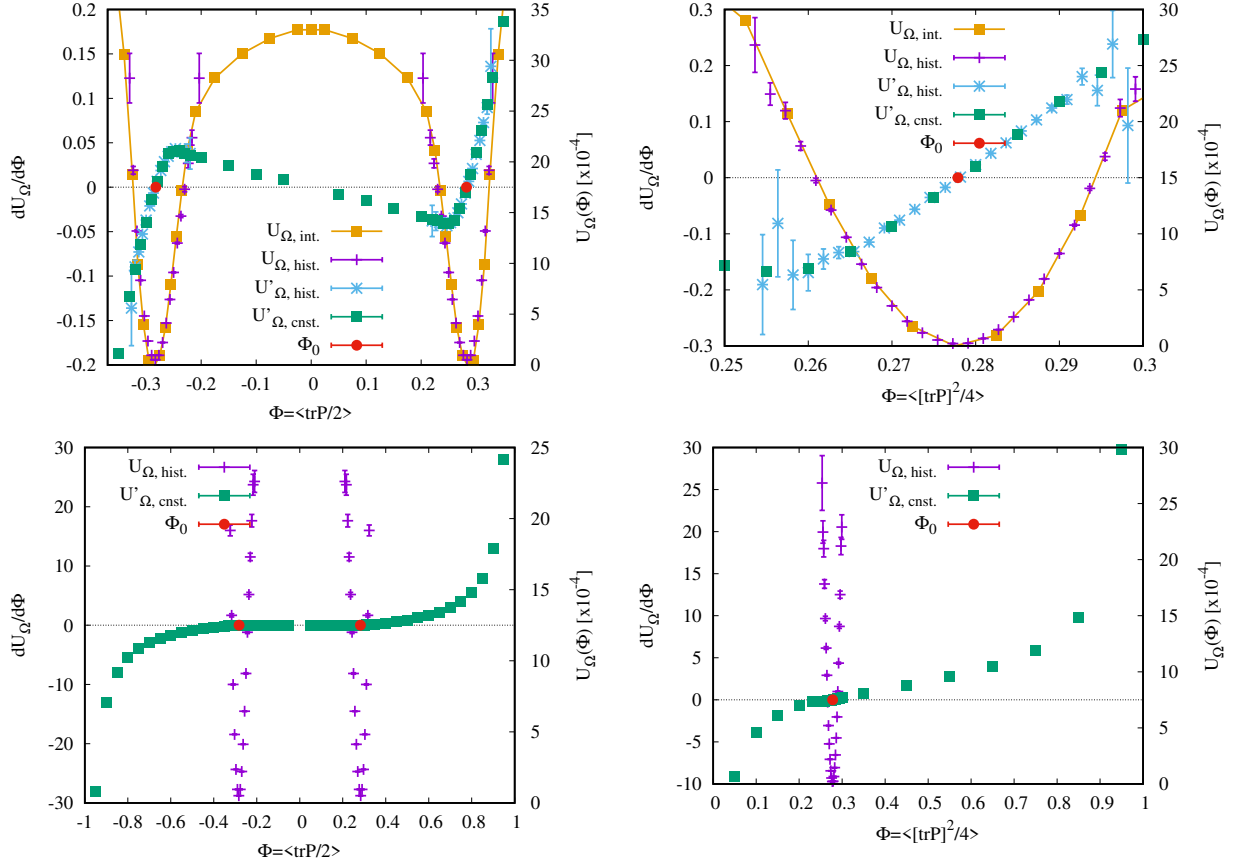 0.2
0.15
0.1
0.05
0
-0.05
-0.1
-0.15
-0.2
dU_Ω/dΦ
35
30
25
20
15
10
5
0
U_Ω(Φ) [x10^-4]
U_Ω, int.
U_Ω, hist.
U'_Ω, hist.
U'_Ω, cnst.
Φ_0
-0.3 -0.2 -0.1 0 0.1 0.2 0.3
Φ=<trP/2>
0.3
0.2
0.1
0
-0.1
-0.2
-0.3
dU_Ω/dΦ
30
25
20
15
10
5
0
U_Ω(Φ) [x10^-4]
U_Ω, int.
U_Ω, hist.
U'_Ω, hist.
U'_Ω, cnst.
Φ_0
0.25 0.26 0.27 0.28 0.29 0.3
Φ=<[trP]^2/4>
30
20
10
0
-10
-20
-30
dU_Ω/dΦ
25
20
15
10
5
0
U_Ω(Φ) [x10^-4]
U_Ω, hist.
U'_Ω, cnst.
Φ_0
-1 -0.8 -0.6 -0.4 -0.2 0 0.2 0.4 0.6 0.8 1
Φ=<trP/2>
30
25
20
15
10
5
0
-5
-10
dU_Ω/dΦ
30
25
20
15
10
5
0
U_Ω(Φ) [x10^-4]
U_Ω, hist.
U'_Ω, cnst.
Φ_0
0 0.1 0.2 0.3 0.4 0.5 0.6 0.7 0.8 0.9 1
Φ=<[trP]^2/4>